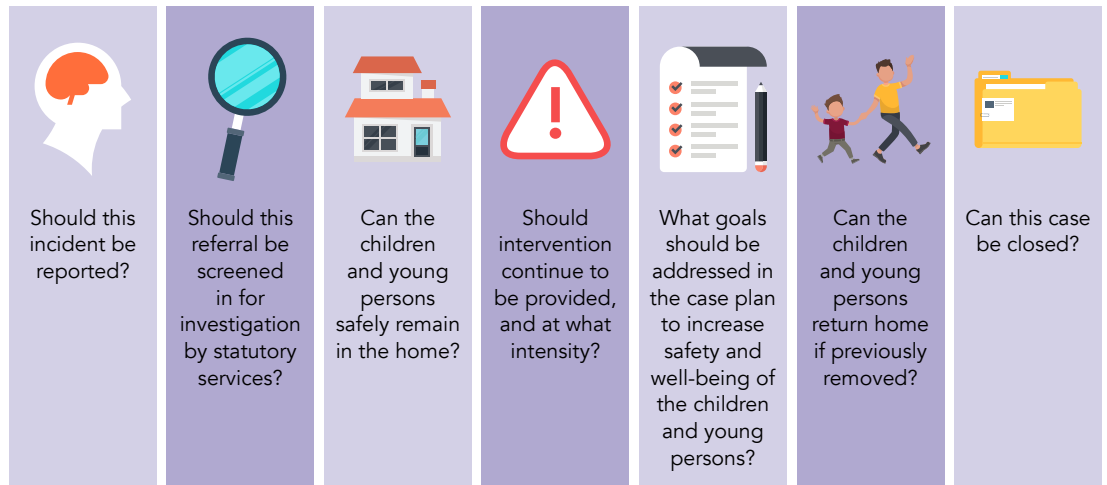 Should this
incident be
reported?
Should this
referral be
screened
in for
investigation
by statutory
services?
Can the
children
and young
persons
safely remain
in the home?
Should
intervention
continue to
be provided,
and at what
intensity?
What goals
should be
addressed in
the case plan
to increase
safety and
well-being of
the children
and young
persons?
Can the
children
and young
persons
return home
if previously
removed?
Can this case
be closed?